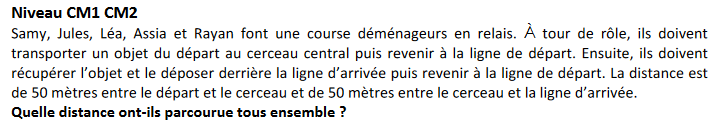 Niveau CM1 CM2
Samy, Jules, Léa, Assia et Rayan font une course déménageurs en relais. À tour de rôle, ils doivent
transporter un objet du départ au cerceau central puis revenir à la ligne de départ. Ensuite, ils doivent
récupérer l’objet et le déposer derrière la ligne d’arrivée puis revenir à la ligne de départ. La distance est
de 50 mètres entre le départ et le cerceau et de 50 mètres entre le cerceau et la ligne d’arrivée.
Quelle distance ont-ils parcourue tous ensemble ?